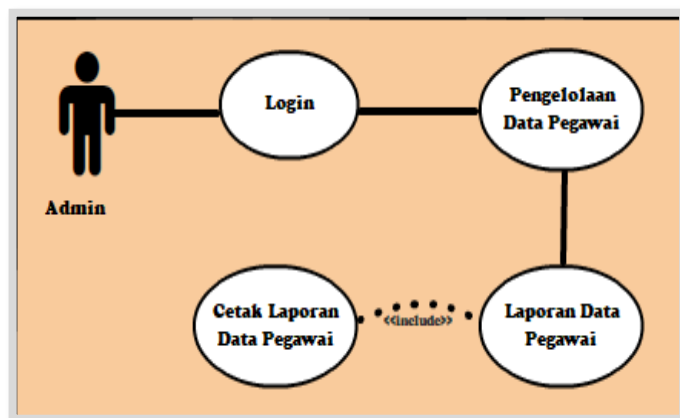 Login
Pengelolaan
Data Pegawai
Admin
Cetak Laporan
Data Pegawai
<<include>>
Laporan Data
Pegawai